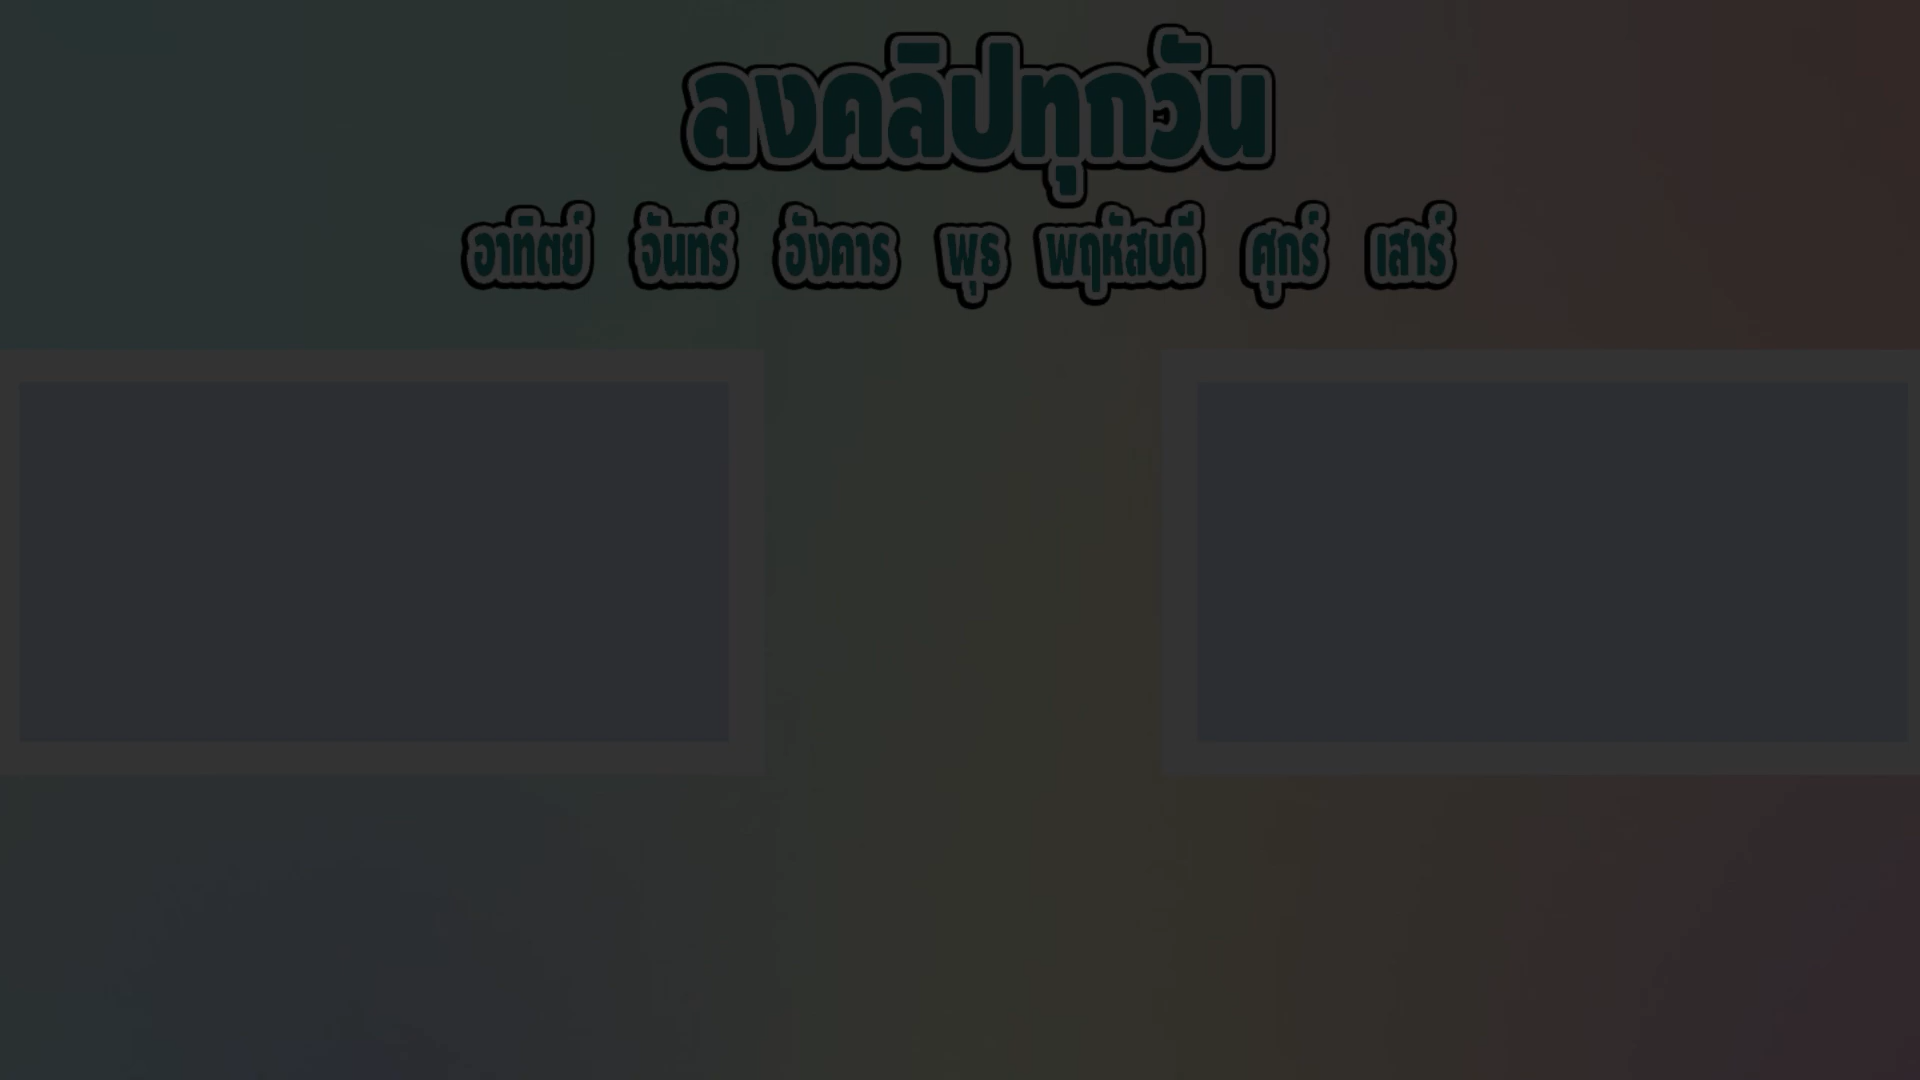 ลงคลิปทุกวัน
อาทิตย์ จันทร์ อังคาร พุธ พฤหัสบดี ศุกร์ เสาร์